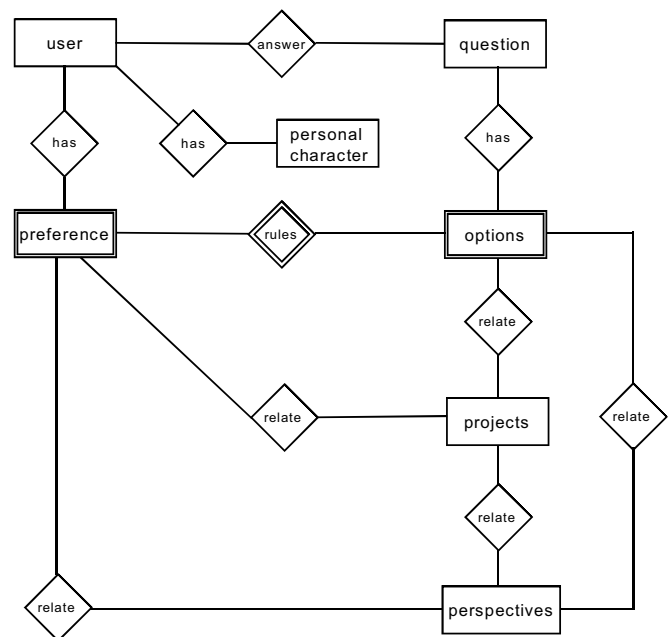 user
answer
question
has
has
personal
character
has
preference
rules
options
relate
relate
projects
relate
relate
relate
perspectives